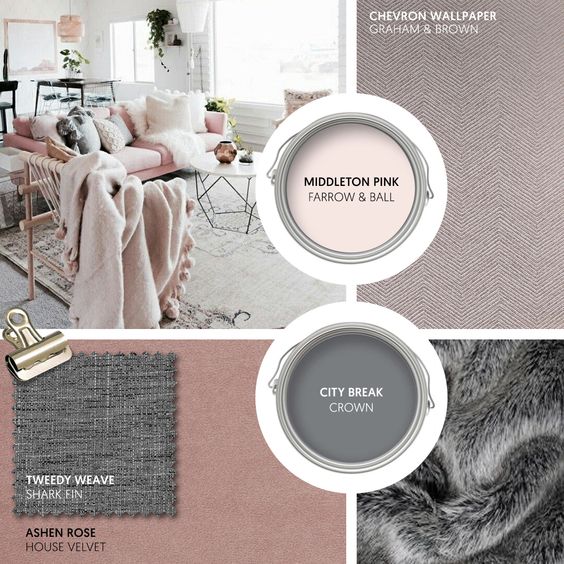 CHEVRON WALLPAPER
GRAHAM & BROWN
MIDDLETON PINK
FARROW & BALL
CITY BREAK
CROWN
TWEEDY WEAVE
SHARK FIN
ASHEN ROSE
HOUSE VELVET